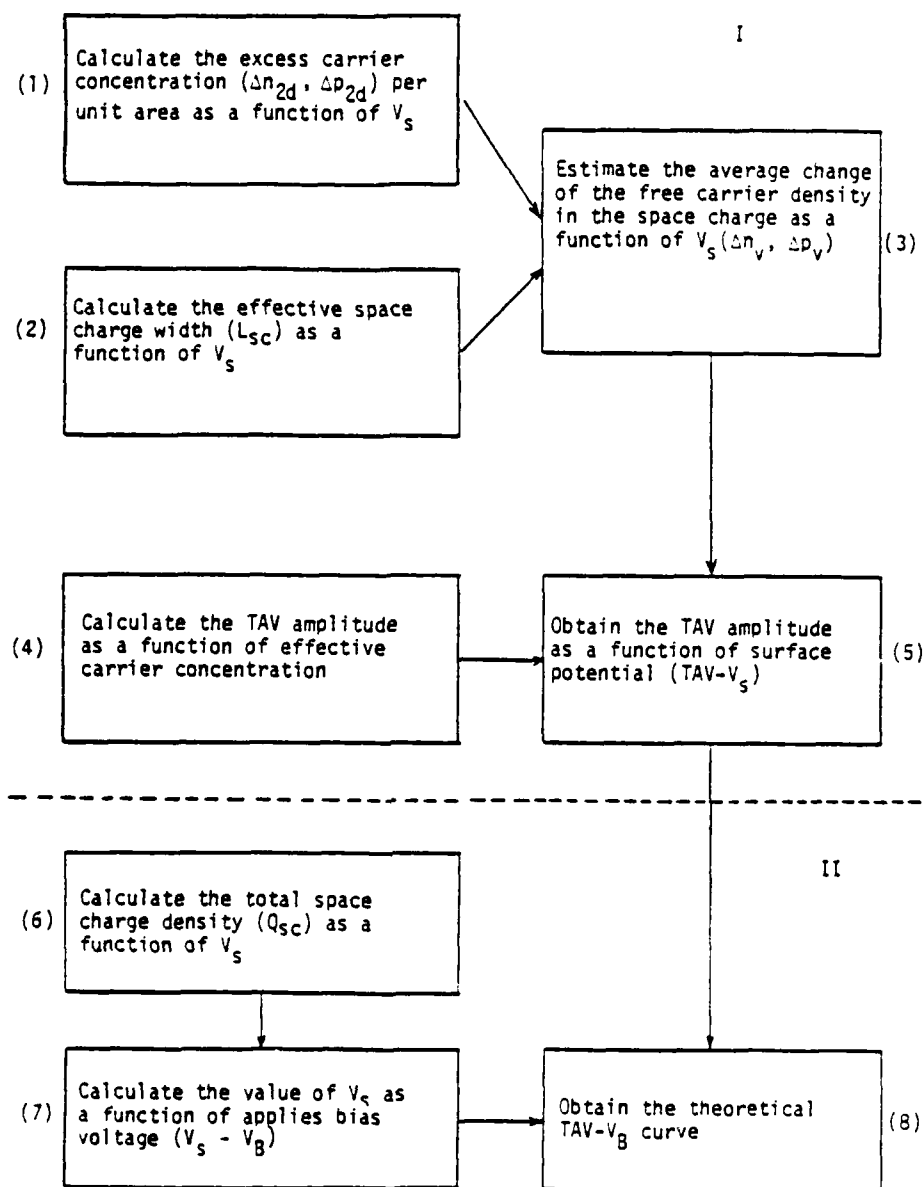 I
(1)
Calculate the excess carrier
concentration (Δn2d, Δp2d) per
unit area as a function of Vs
Estimate the average change
of the free carrier density
in the space charge as a
function of Vs(Δnv, Δpv)
(3)
(2)
Calculate the effective space
charge width (Lsc) as a
function of Vs
(4)
Calculate the TAV amplitude
as a function of effective
carrier concentration
Obtain the TAV amplitude
as a function of surface
potential (TAV-Vs)
(5)
II
(6)
Calculate the total space
charge density (Qsc) as a
function of Vs
(7)
Calculate the value of Vs as
a function of applies bias
voltage (Vs - VB)
Obtain the theoretical
TAV-VB curve
(8)